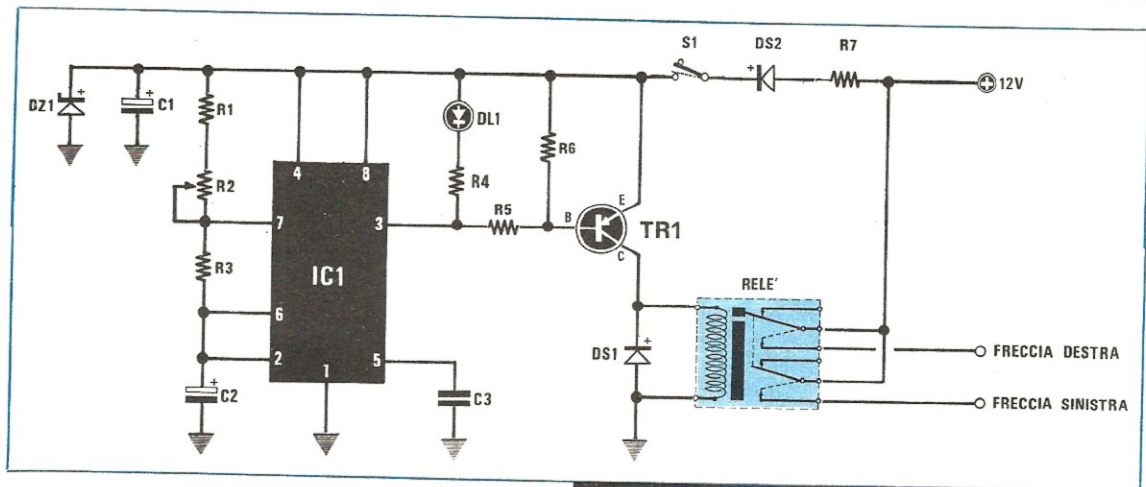 S1
DS2
R7
12V
DZ1
C1
R1
DL1
R6
R2
4
8
R4
7
3
R5
B
E
C
TR1
R3
IC1
RELE'
6
2
5
1
DS1
FRECCIA DESTRA
C2
C3
FRECCIA SINISTRA